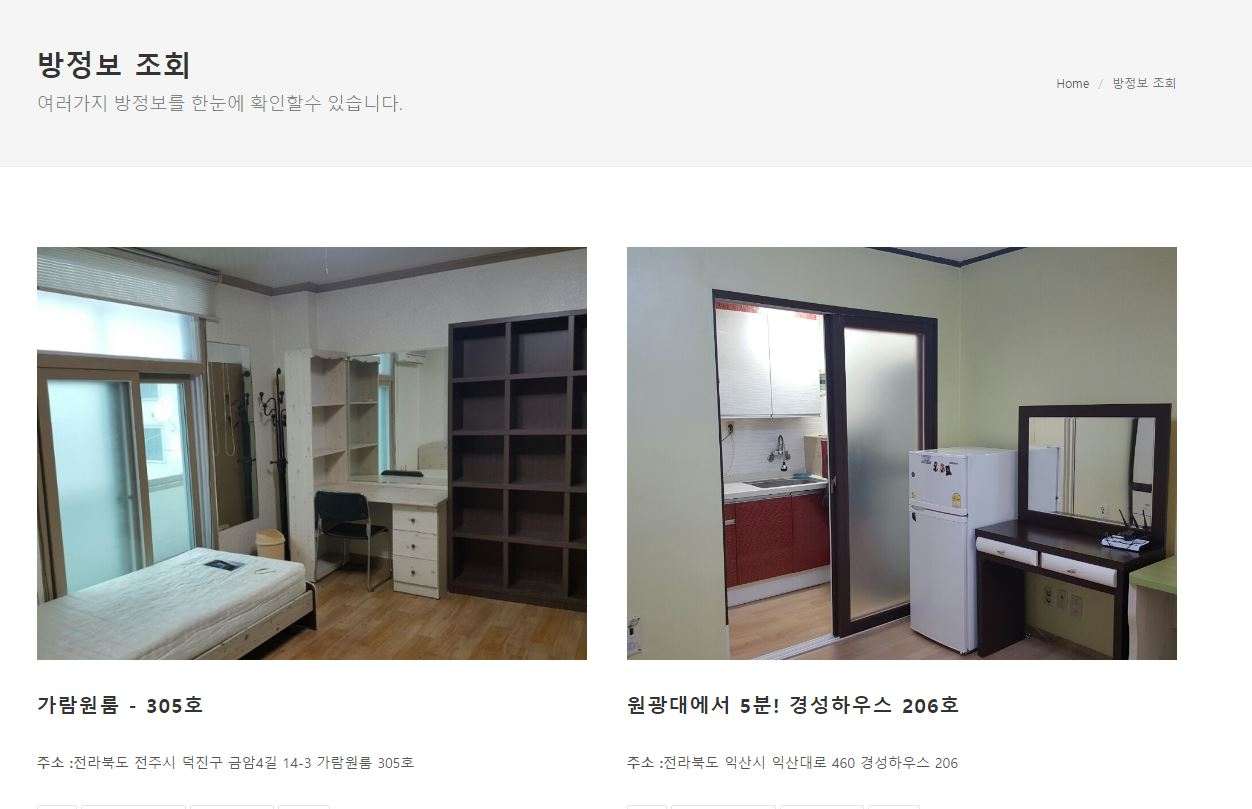 방정보 조회
여러가지 방정보를 한눈에 확인할수 있습니다.
Home / 방정보 조회
가람원룸 - 305호
원광대에서 5분! 경성하우스 206호
주소 :전라북도 전주시 덕진구 금암4길 14-3 가람원룸 305호
주소 :전라북도 익산시 익산대로 460 경성하우스 206